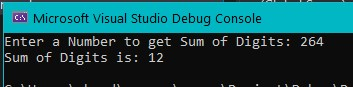 Microsoft Visual Studio Debug Console
Enter a Number to get Sum of Digits: 264
Sum of Digits is: 12